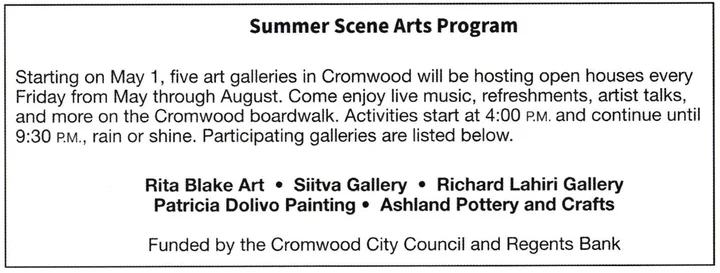 Summer Scene Arts Program
Starting on May 1, five art galleries in Cromwood will be hosting open houses every
Friday from May through August. Come enjoy live music, refreshments, artist talks,
and more on the Cromwood boardwalk. Activities start at 4:00 P.M. and continue until
9:30 P.M., rain or shine. Participating galleries are listed below.
Rita Blake Art • Siitva Gallery • Richard Lahiri Gallery
Patricia Dolivo Painting • Ashland Pottery and Crafts
Funded by the Cromwood City Council and Regents Bank